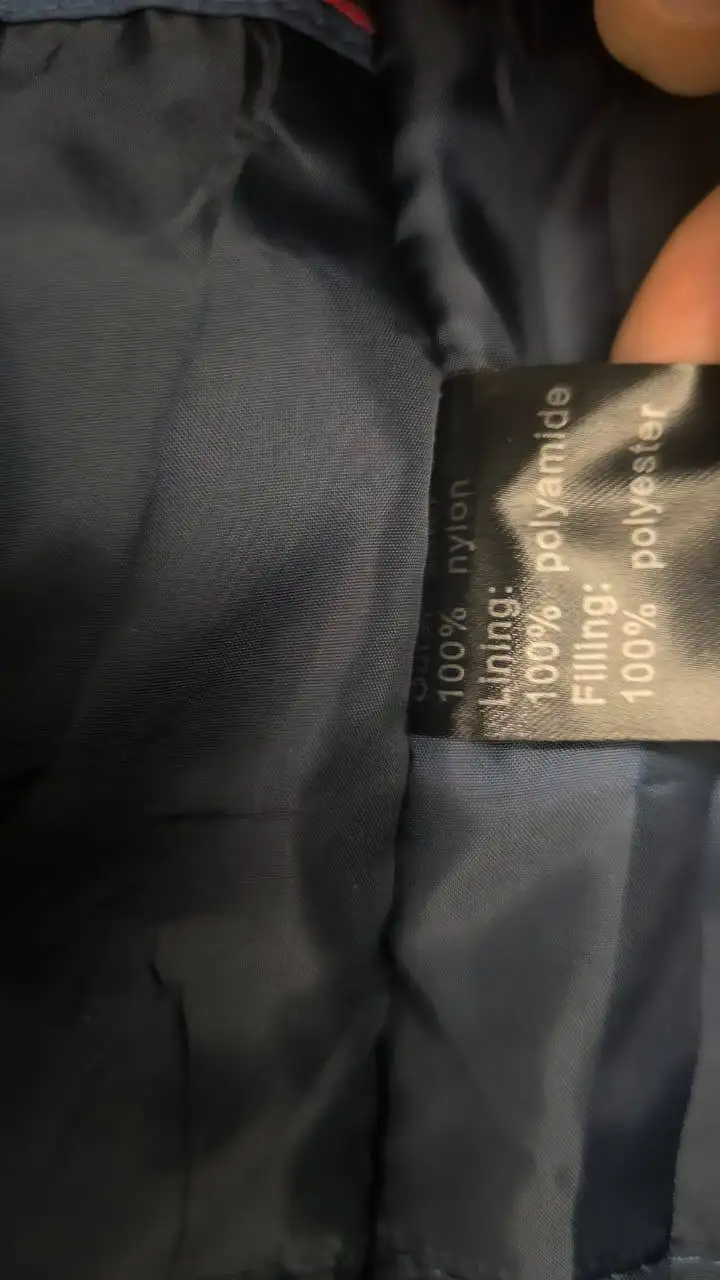 100% nylon
Lining:
100% polyamide
Filling:
100% polyester